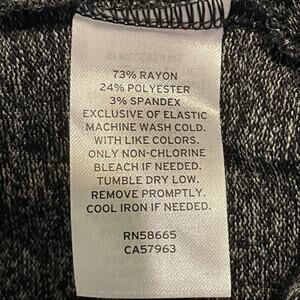 73% RAYON
24% POLYESTER
3% SPANDEX
EXCLUSIVE OF ELASTIC
MACHINE WASH COLD.
WITH LIKE COLORS.
ONLY NON-CHLORINE
BLEACH IF NEEDED.
TUMBLE DRY LOW.
REMOVE PROMPTLY.
COOL IRON IF NEEDED.
RN58665
CA57963